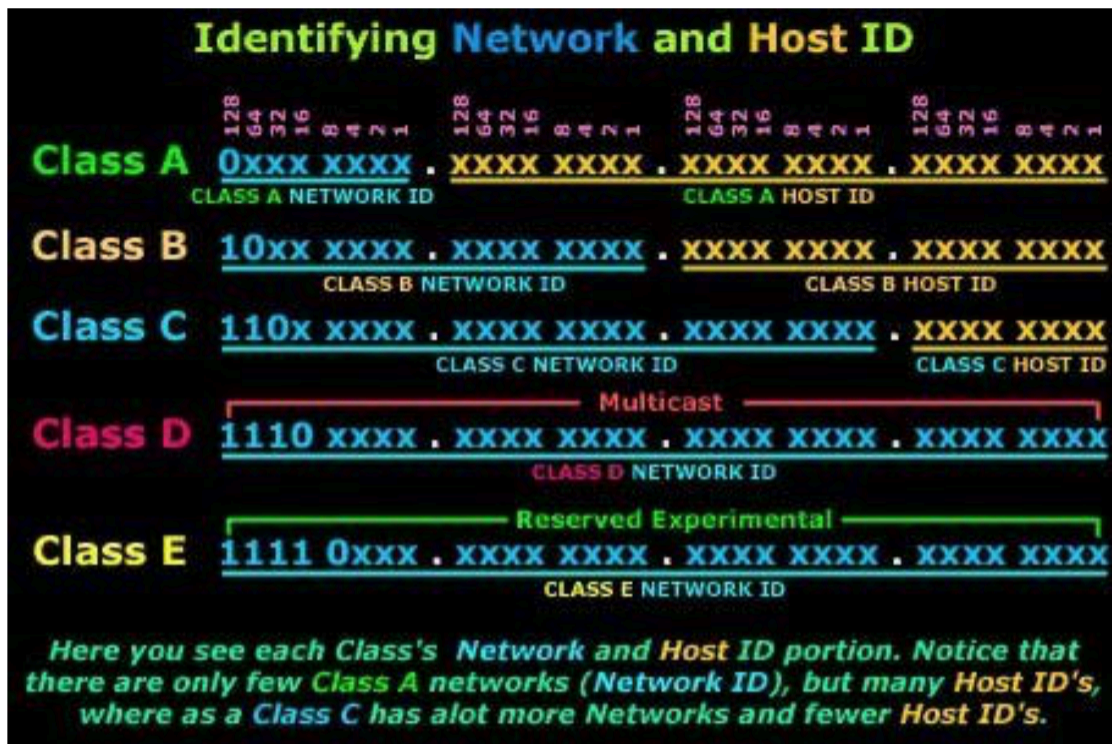 Identifying Network and Host ID
128 64 32 16 8 4 2 1 128 64 32 16 8 4 2 1 128 64 32 16 8 4 2 1 128 64 32 16 8 4 2 1
Class A 0xxx xxxx . xxxx xxxx . xxxx xxxx . xxxx xxxx
CLASS A NETWORK ID CLASS A HOST ID
Class B 10xx xxxx . xxxx xxxx . xxxx xxxx . xxxx xxxx
CLASS B NETWORK ID CLASS B HOST ID
Class C 110x xxxx . xxxx xxxx . xxxx xxxx . xxxx xxxx
CLASS C NETWORK ID CLASS C HOST ID
Multicast
Class D 1110 xxxx . xxxx xxxx . xxxx xxxx . xxxx xxxx
CLASS D NETWORK ID
Reserved Experimental
Class E 1111 0xxx . xxxx xxxx . xxxx xxxx . xxxx xxxx
CLASS E NETWORK ID
Here you see each Class's Network and Host ID portion. Notice that
there are only few Class A networks (Network ID), but many Host ID's,
where as a Class C has alot more Networks and fewer Host ID's.